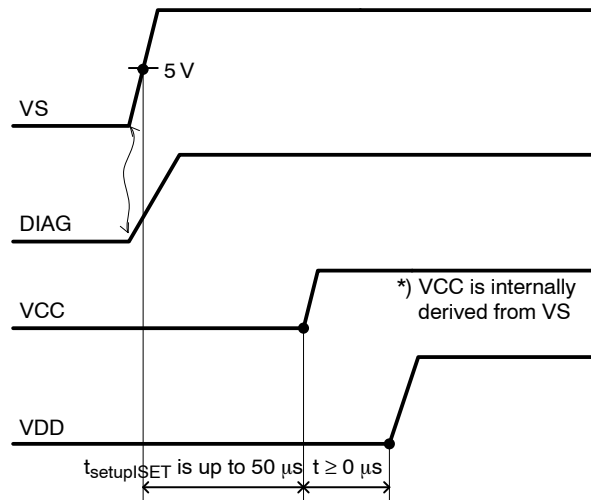 5 V
VS
DIAG
*) VCC is internally
derived from VS
VCC
VDD
tsetupISET is up to 50 μs
t ≥ 0 μs